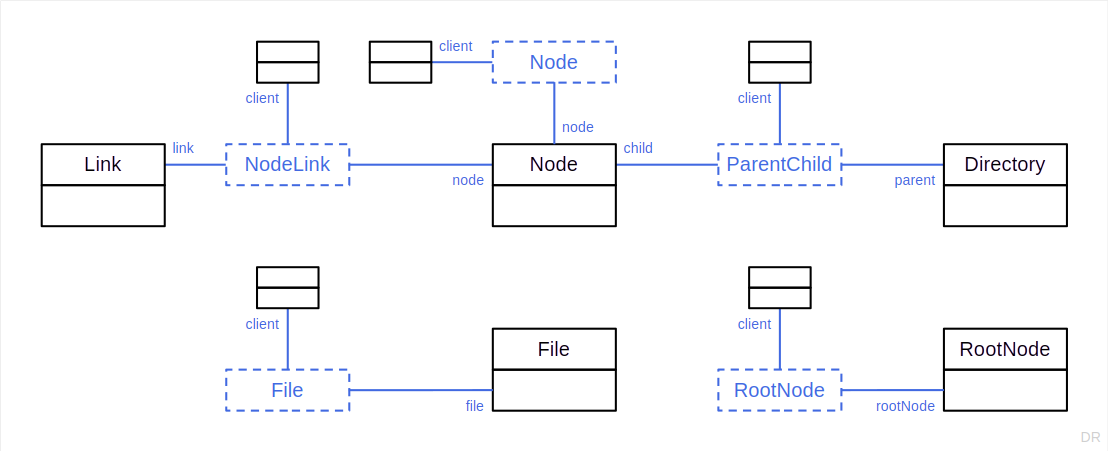 client
Node
client
client
node
Link
link
NodeLink
node
Node
child
ParentChild
parent
Directory
client
client
File
file
File
RootNode
rootNode
RootNode
DR